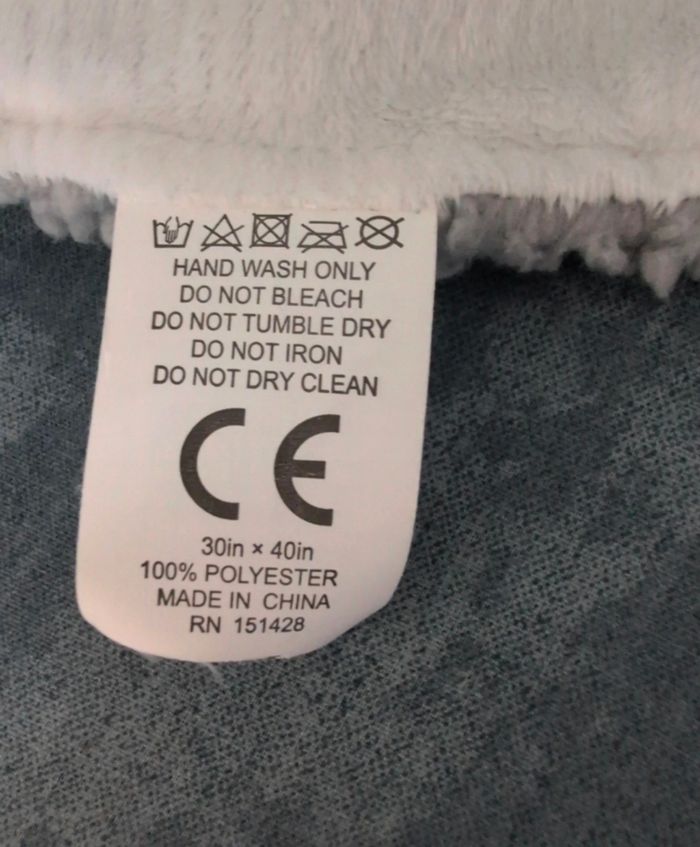 HAND WASH ONLY
DO NOT BLEACH
DO NOT TUMBLE DRY
DO NOT IRON
DO NOT DRY CLEAN
CE
30in × 40in
100% POLYESTER
MADE IN CHINA
RN 151428